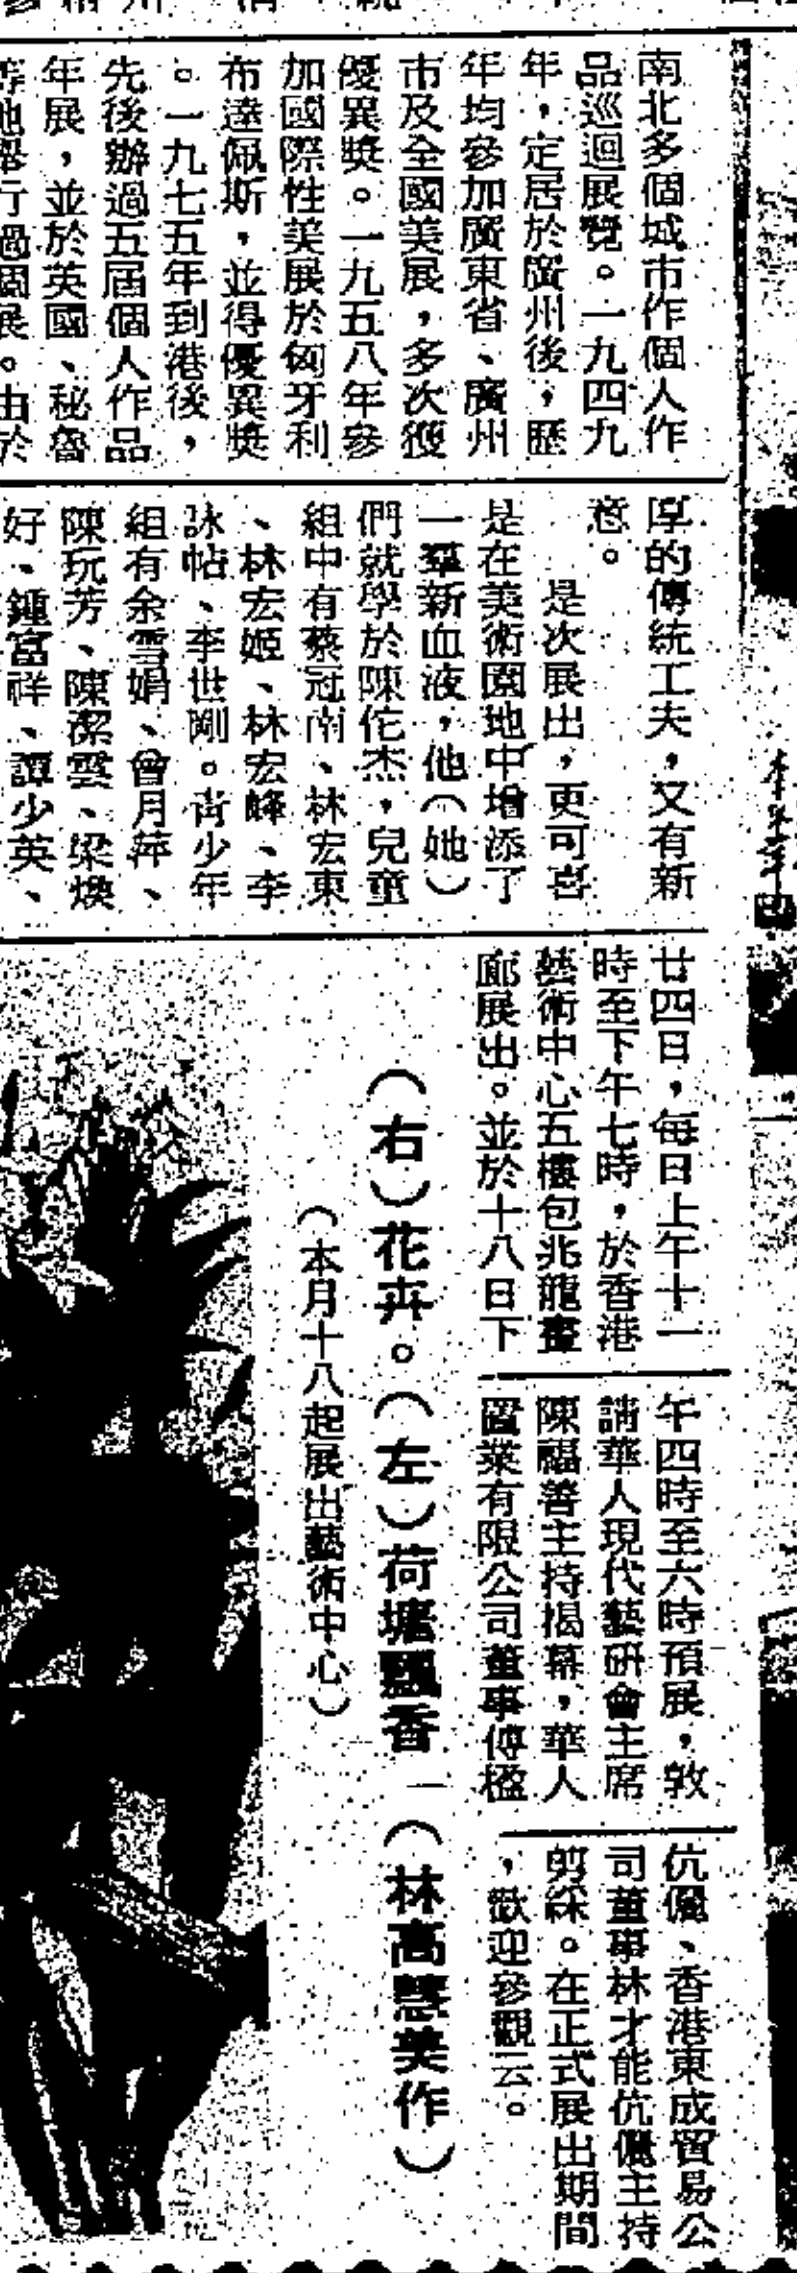 南北多個城市作個人作
品巡迴展覽。一九四九
年，定居於廣州後，歷
年均參加廣東省、廣州
市及全國美展，多次獲
優異獎。一九五八年參
加國際性美展於匈牙利
布達佩斯，並得優異獎
。一九七五年到港後，
先後辦過五屆個人作品
年展，並於英國、秘魯
等地舉行過個展。由於
厚的傳統工夫，又有新
意。
是次展出，更可喜
是在美術園地中增添了
一羣新血液，他（她）
們就學於陳佗杰，兒童
組中有蔡冠南、林宏東
、林宏姬、林宏峰、李
詠帖、李世剛。青少年
組有余雪娟、曾月萍、
陳玩芳、陳潔雲、梁煥
好、鍾富祥、譚少英、
廿四日，每日上午十一
時至下午七時，於香港
藝術中心五樓包兆龍畫
廊展出。並於十八日下
午四時至六時預展，敦
請華人現代藝研會主席
陳福善主持揭幕，華人
置業有限公司董事傅楹
伉儷、香港東成貿易公
司董事林才能伉儷主持
剪綵。在正式展出期間
，歡迎參觀云。
（右）花卉。（左）荷塘飄香　（林高慧美作）
（本月十八起展出藝術中心）